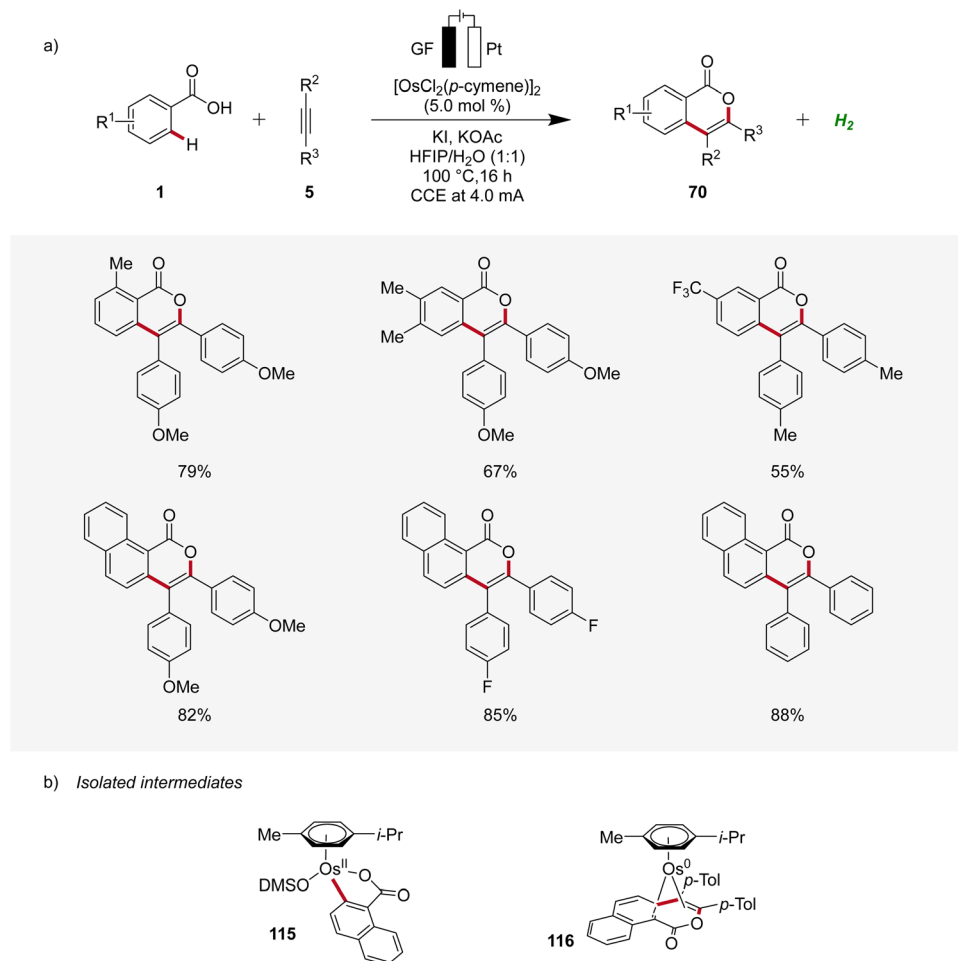 a)
GF Pt
[OsCl2(p-cymene)]2
(5.0 mol %)
KI, KOAc
HFIP/H2O (1:1)
100 °C,16 h
CCE at 4.0 mA
R1 O OH H
+
R2
R3
R1 O O R3 R2
+ H2
1 5 70
Me O O OMe OMe
Me Me O O OMe OMe
F3C O O Me Me
79% 67% 55%
O O OMe OMe
O O F F
O O
82% 85% 88%
b) Isolated intermediates
Me i-Pr
OsII O
DMSO O
115
Me i-Pr
Os0
p-Tol
p-Tol
O
O
116